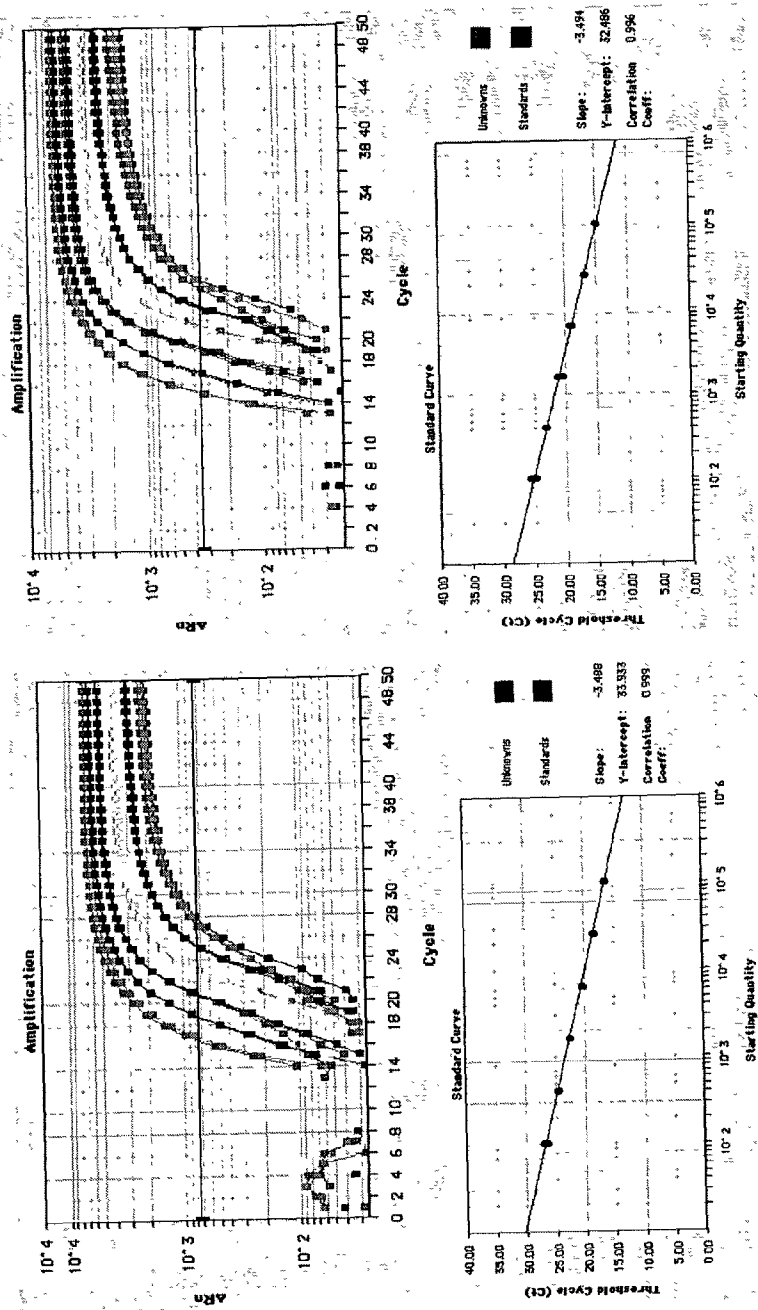 Amplification
10^4
10^4
10^3
10^2
ΔRn
0 2 4 6 8 10 14 18 20 24 28 30 34 38 40 44 48 50
Cycle
Standard Curve
40.00
35.00
30.00
25.00
20.00
15.00
10.00
5.00
0.00
Threshold Cycle (Ct)
10^2 10^3 10^4 10^5 10^6
Starting Quantity
Unknowns
Standards
Slope: -3.488
Y-Intercept: 33.533
Correlation Coeff: 0.999
Amplification
10^4
10^3
10^2
ΔRn
0 2 4 6 8 10 14 18 20 24 28 30 34 38 40 44 48 50
Cycle
Standard Curve
40.00
35.00
30.00
25.00
20.00
15.00
10.00
5.00
0.00
Threshold Cycle (Ct)
10^2 10^3 10^4 10^5 10^6
Starting Quantity
Unknowns
Standards
Slope: -3.494
Y-Intercept: 32.486
Correlation Coeff: 0.996